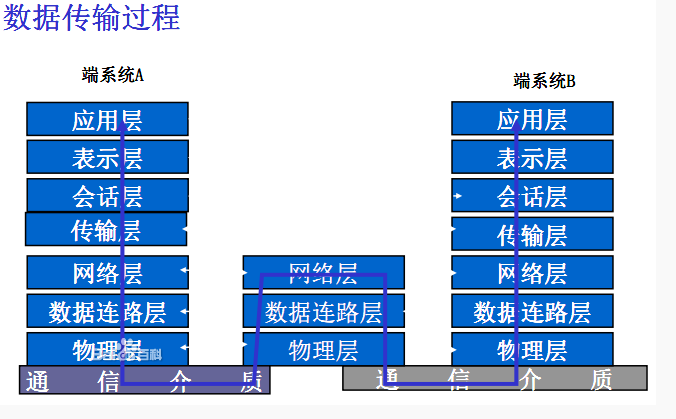 数据传输过程
端系统A
应用层
表示层
会话层
传输层
网络层
数据连路层
物理层
通信介质
网络层
数据连路层
物理层
端系统B
应用层
表示层
会话层
传输层
网络层
数据连路层
物理层
通信介质
百科